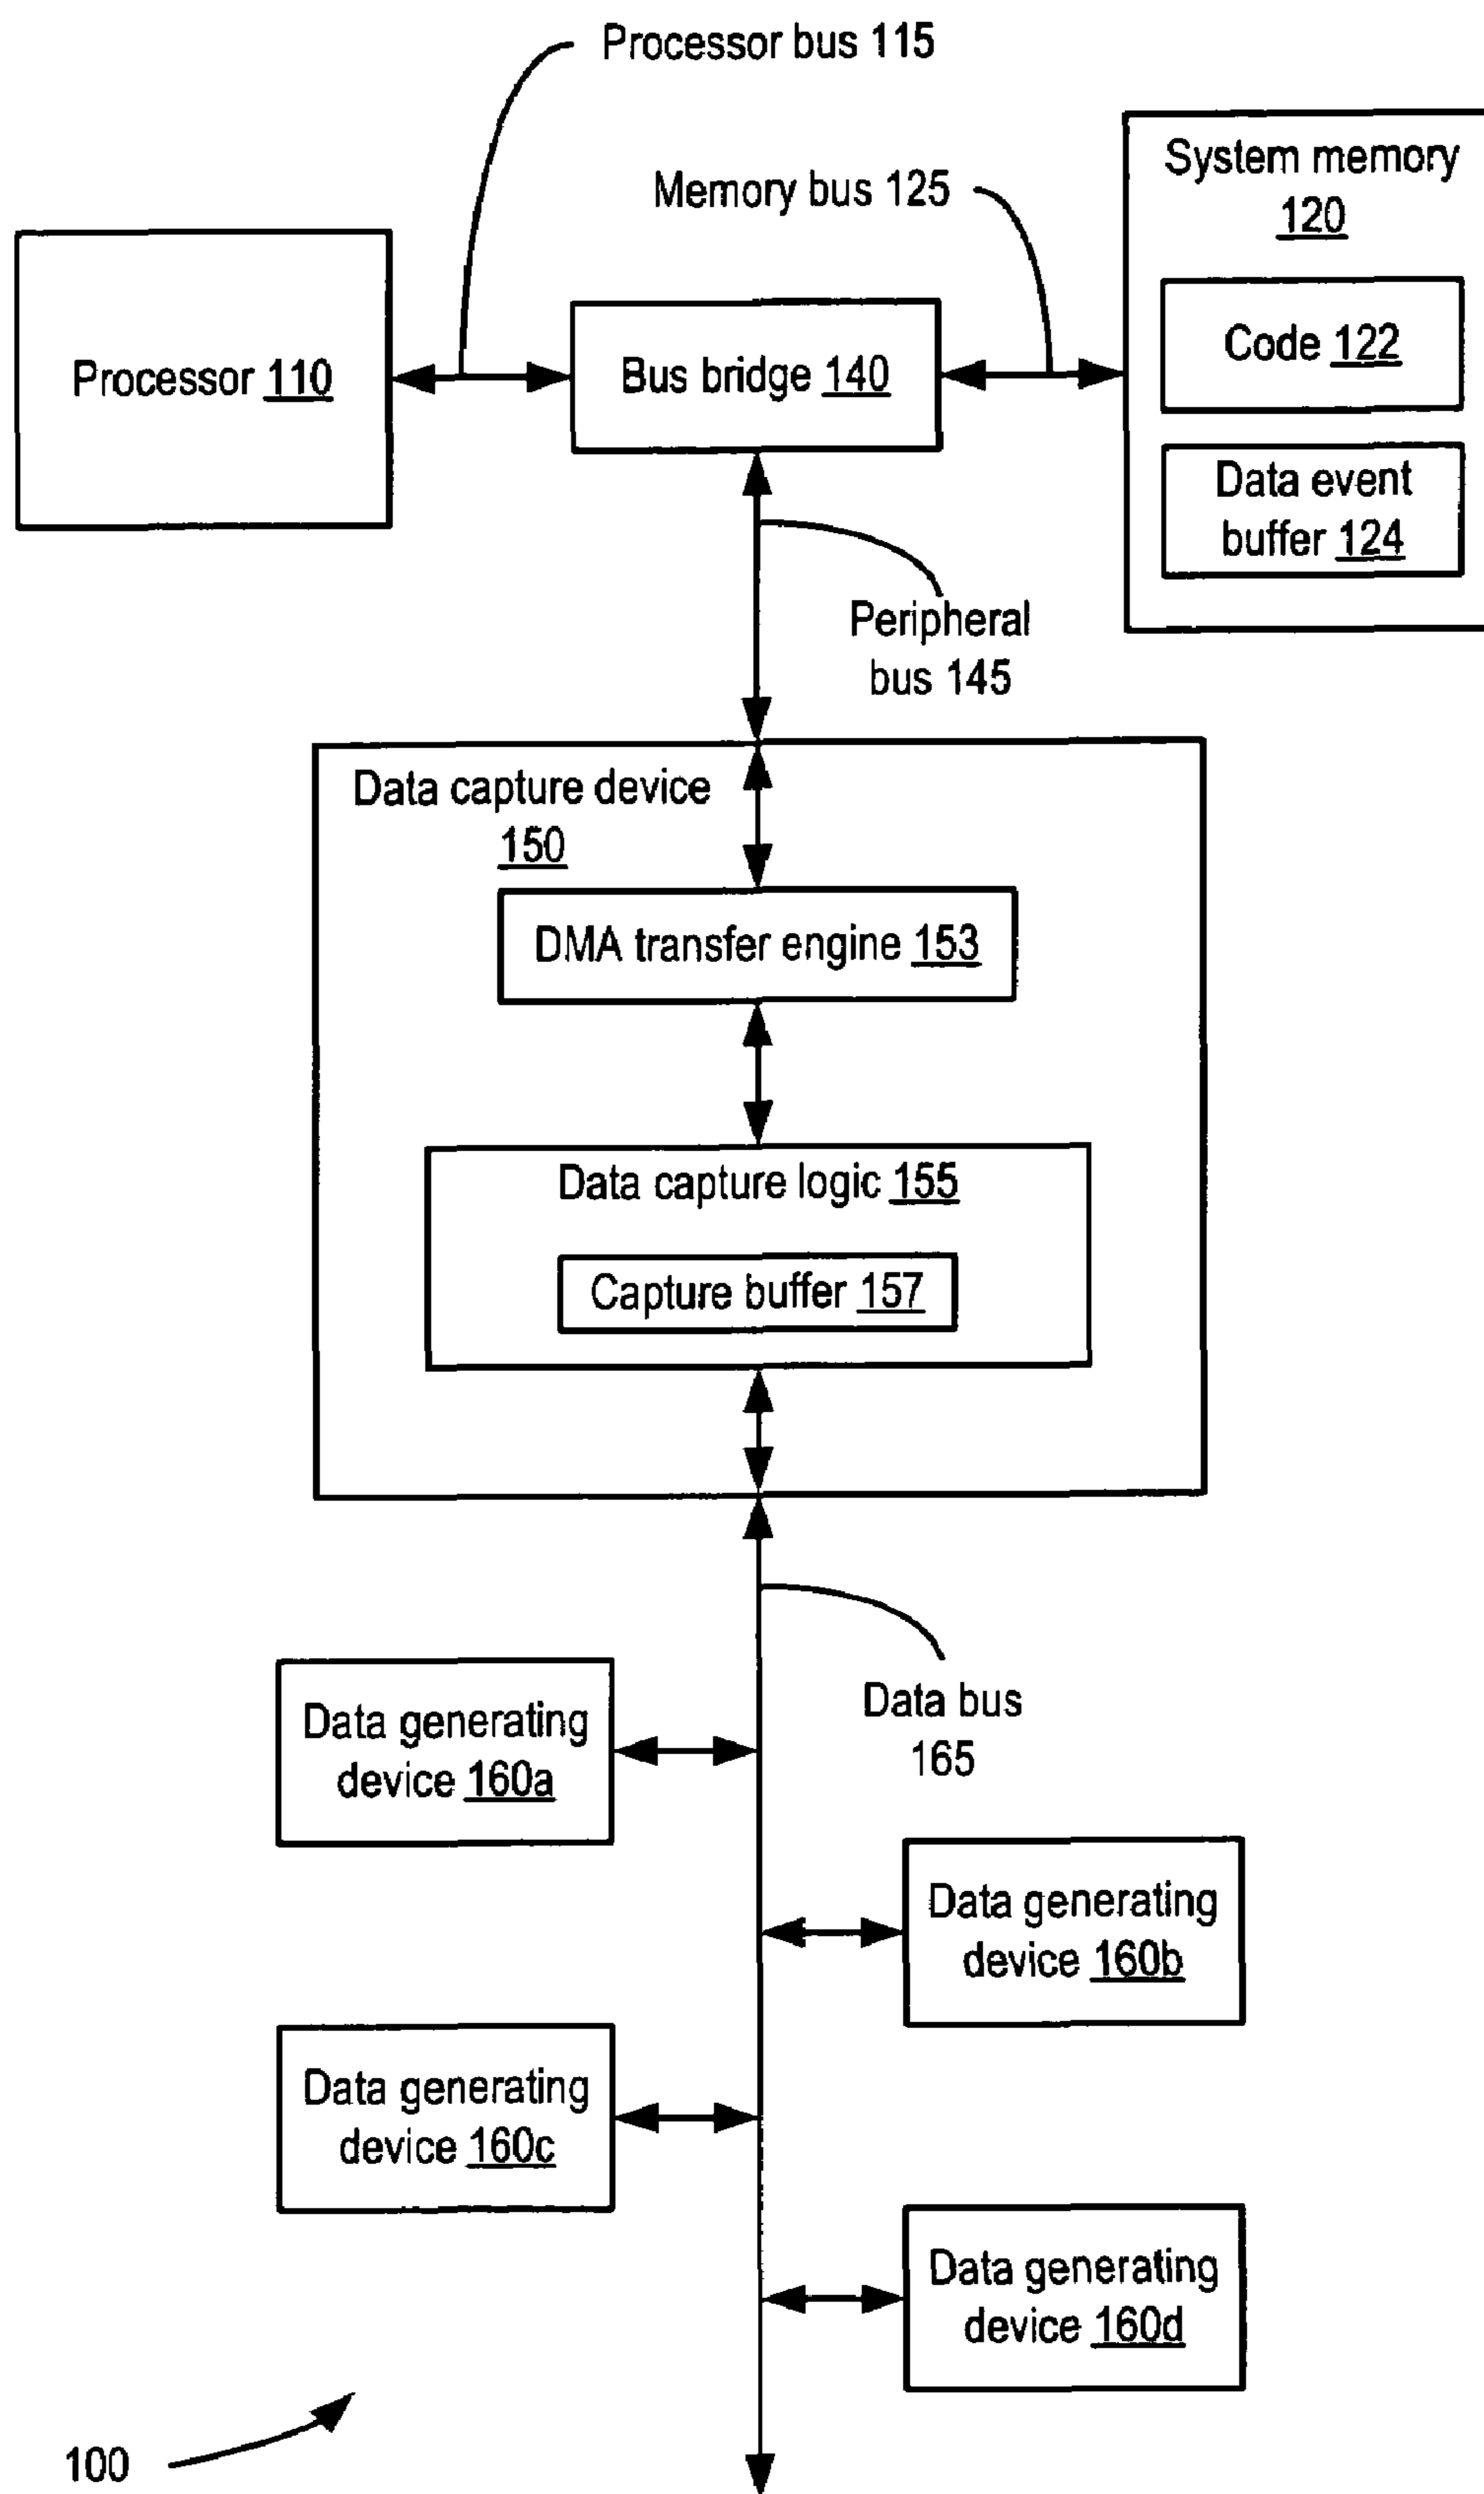 Processor bus 115
Memory bus 125
System memory
120
Code 122
Data event
buffer 124
Processor 110
Bus bridge 140
Peripheral
bus 145
Data capture device
150
DMA transfer engine 153
Data capture logic 155
Capture buffer 157
Data bus
165
Data generating
device 160a
Data generating
device 160b
Data generating
device 160c
Data generating
device 160d
100